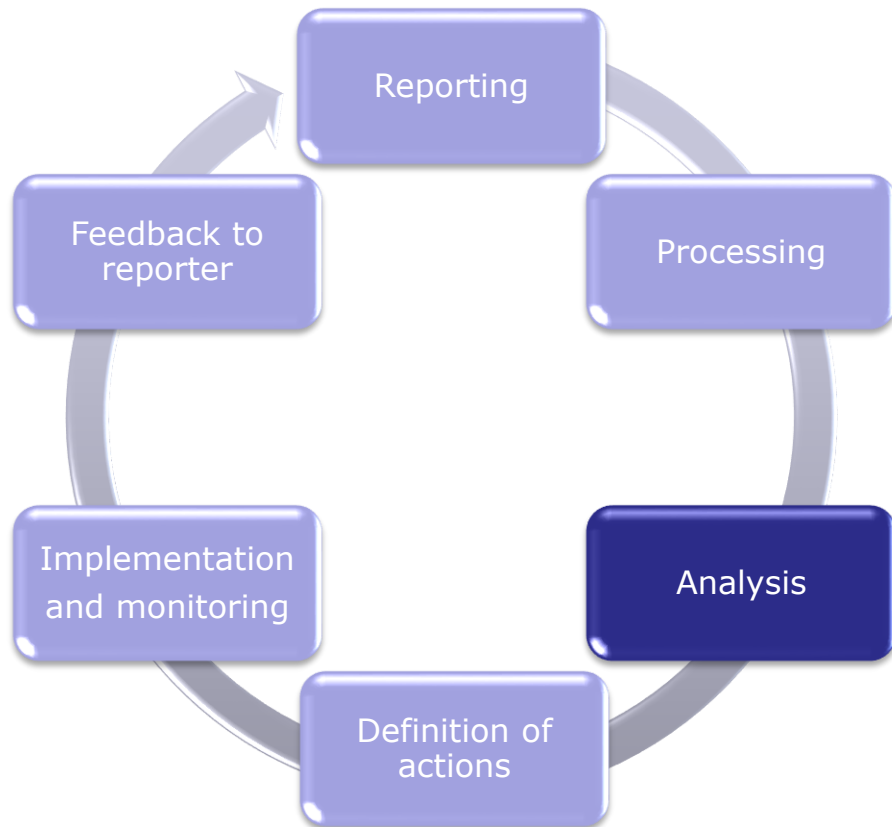 Reporting
Processing
Analysis
Definition of
actions
Implementation
and monitoring
Feedback to
reporter